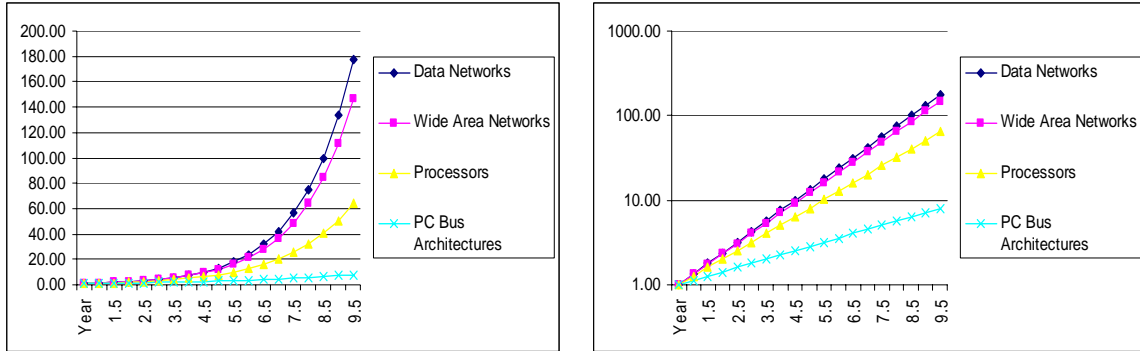 200.00
180.00
160.00
140.00
120.00
100.00
80.00
60.00
40.00
20.00
0.00
Year
1.5
2.5
3.5
4.5
5.5
6.5
7.5
8.5
9.5
Data Networks
Wide Area Networks
Processors
PC Bus
Architectures
1000.00
100.00
10.00
1.00
Year
1.5
2.5
3.5
4.5
5.5
6.5
7.5
8.5
9.5
Data Networks
Wide Area Networks
Processors
PC Bus
Architectures